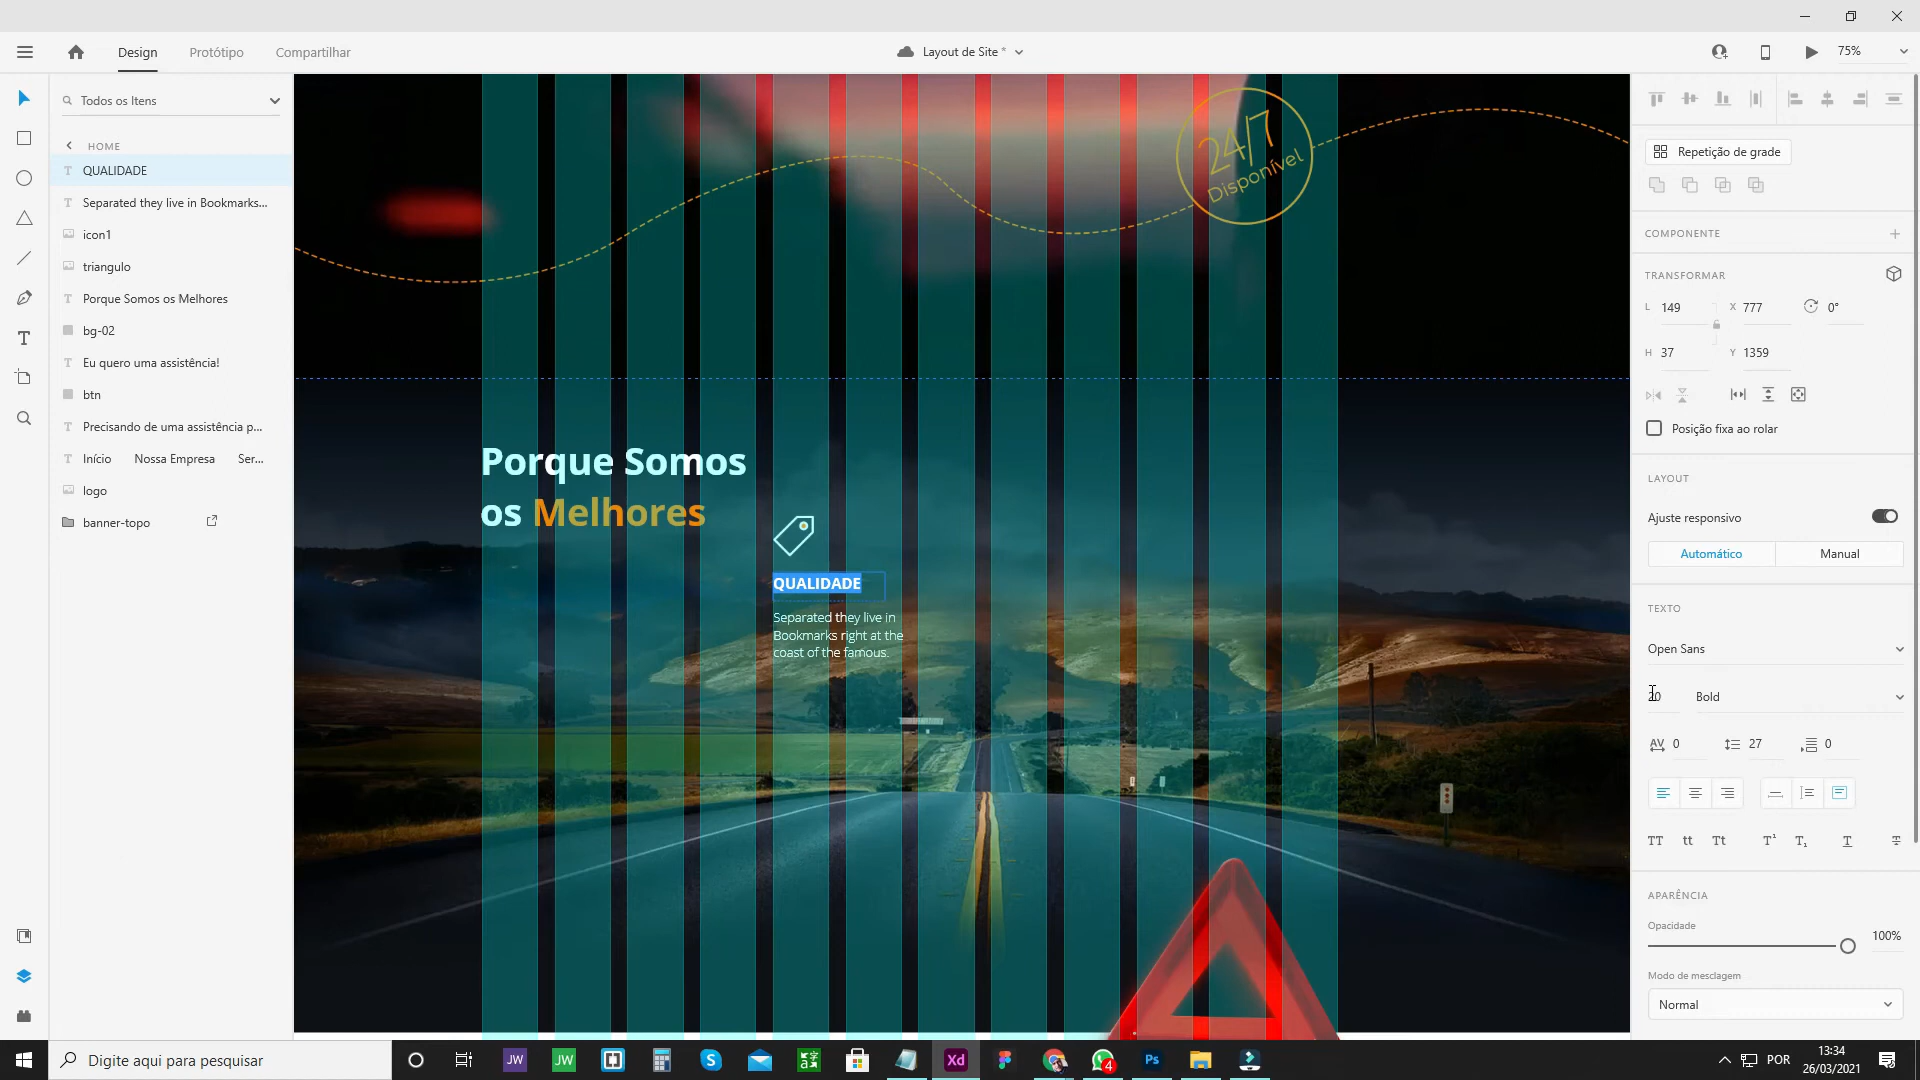 Design
Protótipo
Compartilhar
Layout de Site *
75%
Todos os Itens
HOME
QUALIDADE
Separated they live in Bookmarks...
icon1
triangulo
Porque Somos os Melhores
bg-02
Eu quero uma assistência!
btn
Precisando de uma assistência p...
Início Nossa Empresa Ser...
logo
banner-topo
24/7
Disponível
Porque Somos
os Melhores
QUALIDADE
Separated they live in
Bookmarks right at the
coast of the famous.
Repetição de grade
COMPONENTE
TRANSFORMAR
L 149 X 777 0°
H 37 Y 1359
Posição fixa ao rolar
LAYOUT
Ajuste responsivo
Automático Manual
TEXTO
Open Sans
Bold
AV 0 27 0
TT tt Tt T¹ T, T T
APARÊNCIA
Opacidade
100%
Modo de mesclagem
Normal
Digite aqui para pesquisar
JW
JW
S
Xd
4
Ps
POR
13:34
26/03/2021